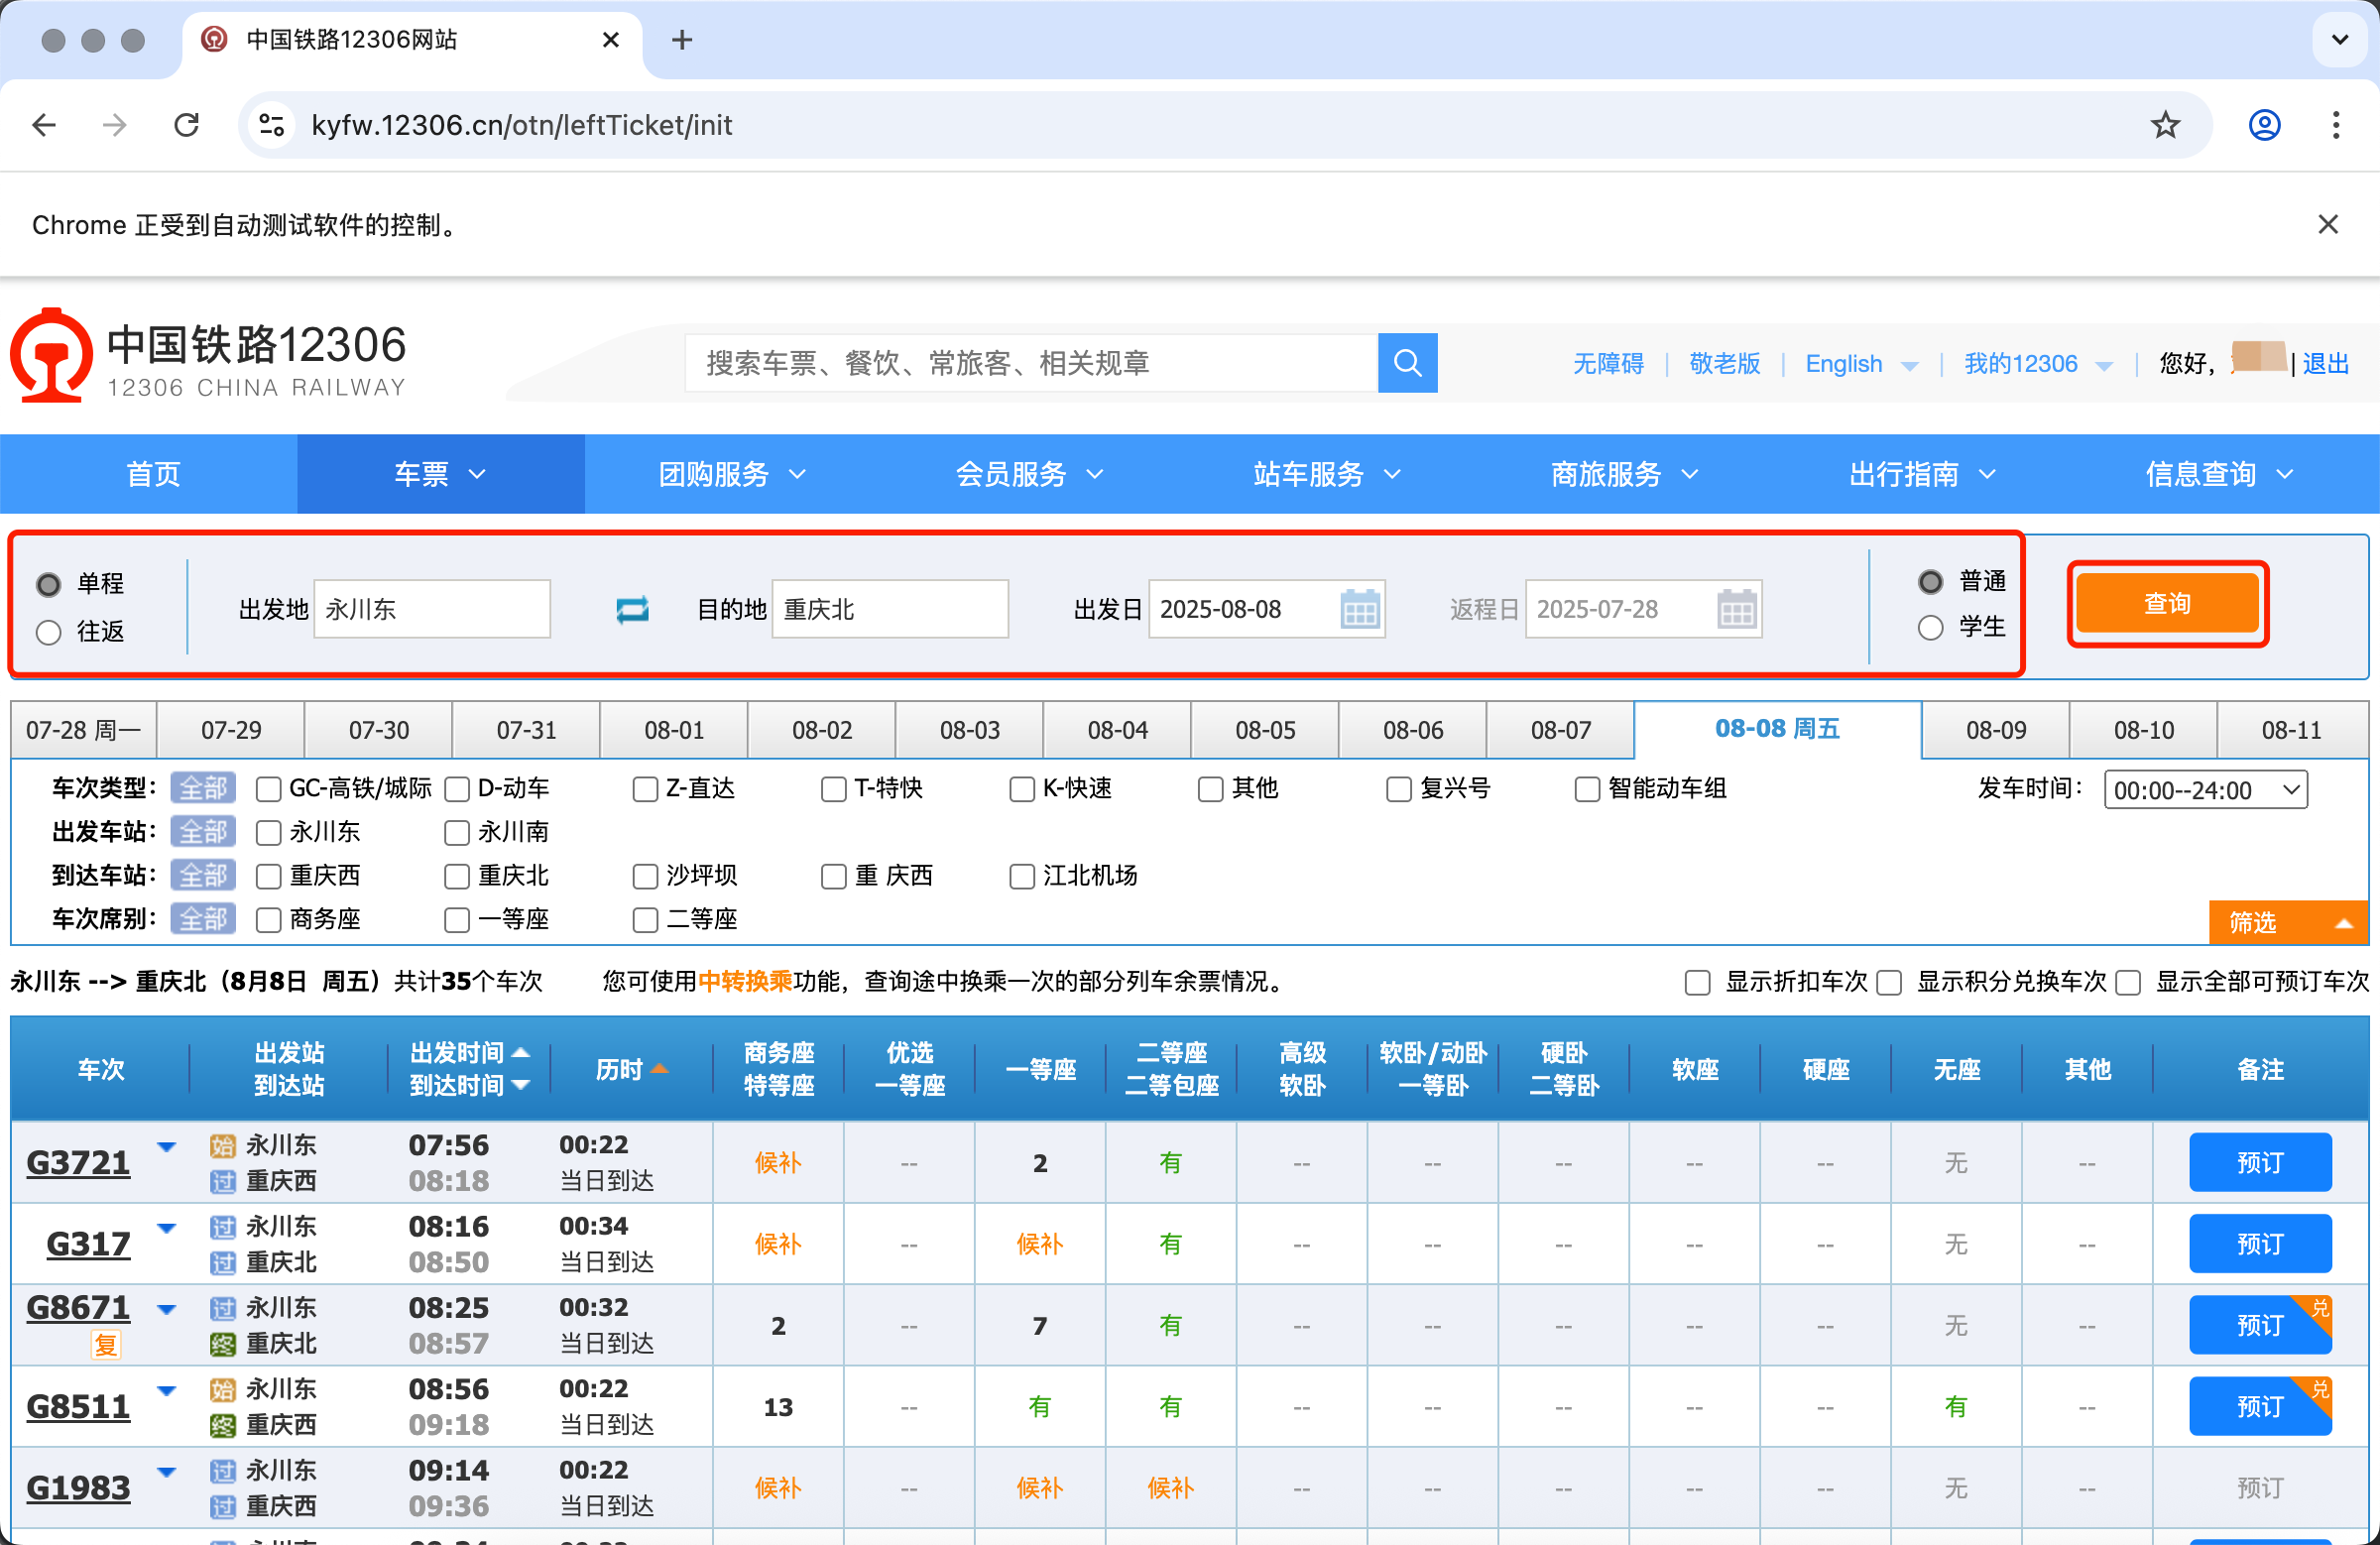 中国铁路12306网站
kyfw.12306.cn/otn/leftTicket/init
Chrome 正受到自动测试软件的控制。
中国铁路12306
12306 CHINA RAILWAY
搜索车票、餐饮、常旅客、相关规章
无障碍 | 敬老版 | English | 我的12306 | 您好, | 退出
首页 车票 团购服务 会员服务 站车服务 商旅服务 出行指南 信息查询
单程
往返
出发地 永川东 目的地 重庆北 出发日 2025-08-08 返程日 2025-07-28
普通
学生
查询
07-28 周一 07-29 07-30 07-31 08-01 08-02 08-03 08-04 08-05 08-06 08-07 08-08 周五 08-09 08-10 08-11
车次类型: 全部 GC-高铁/城际 D-动车 Z-直达 T-特快 K-快速 其他 复兴号 智能动车组 发车时间: 00:00--24:00
出发车站: 全部 永川东 永川南
到达车站: 全部 重庆西 重庆北 沙坪坝 重 庆西 江北机场
车次席别: 全部 商务座 一等座 二等座
筛选
永川东 --> 重庆北（8月8日 周五）共计35个车次 您可使用中转换乘功能，查询途中换乘一次的部分列车余票情况。 显示折扣车次 显示积分兑换车次 显示全部可预订车次
车次
出发站
到达站
出发时间
到达时间
历时
商务座
特等座
优选
一等座
一等座
二等座
二等包座
高级
软卧
软卧/动卧
一等卧
硬卧
二等卧
软座
硬座
无座
其他
备注
G3721
始 永川东 07:56 00:22
过 重庆西 08:18 当日到达
候补 -- 2 有 -- -- -- -- -- 无 -- 预订
G317
过 永川东 08:16 00:34
过 重庆北 08:50 当日到达
候补 -- 候补 有 -- -- -- -- -- 无 -- 预订
G8671
复
过 永川东 08:25 00:32
终 重庆北 08:57 当日到达
2 -- 7 有 -- -- -- -- -- 无 -- 预订 兑
G8511
始 永川东 08:56 00:22
终 重庆西 09:18 当日到达
13 -- 有 有 -- -- -- -- -- 有 -- 预订 兑
G1983
过 永川东 09:14 00:22
过 重庆西 09:36 当日到达
候补 -- 候补 候补 -- -- -- -- -- 无 -- 预订